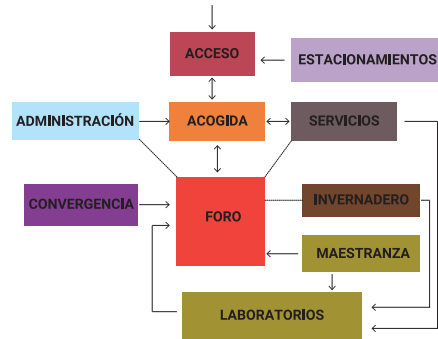 ACCESO
ESTACIONAMIENTOS
ADMINISTRACIÓN
ACOGIDA
SERVICIOS
CONVERGENCIA
FORO
INVERNADERO
MAESTRANZA
LABORATORIOS